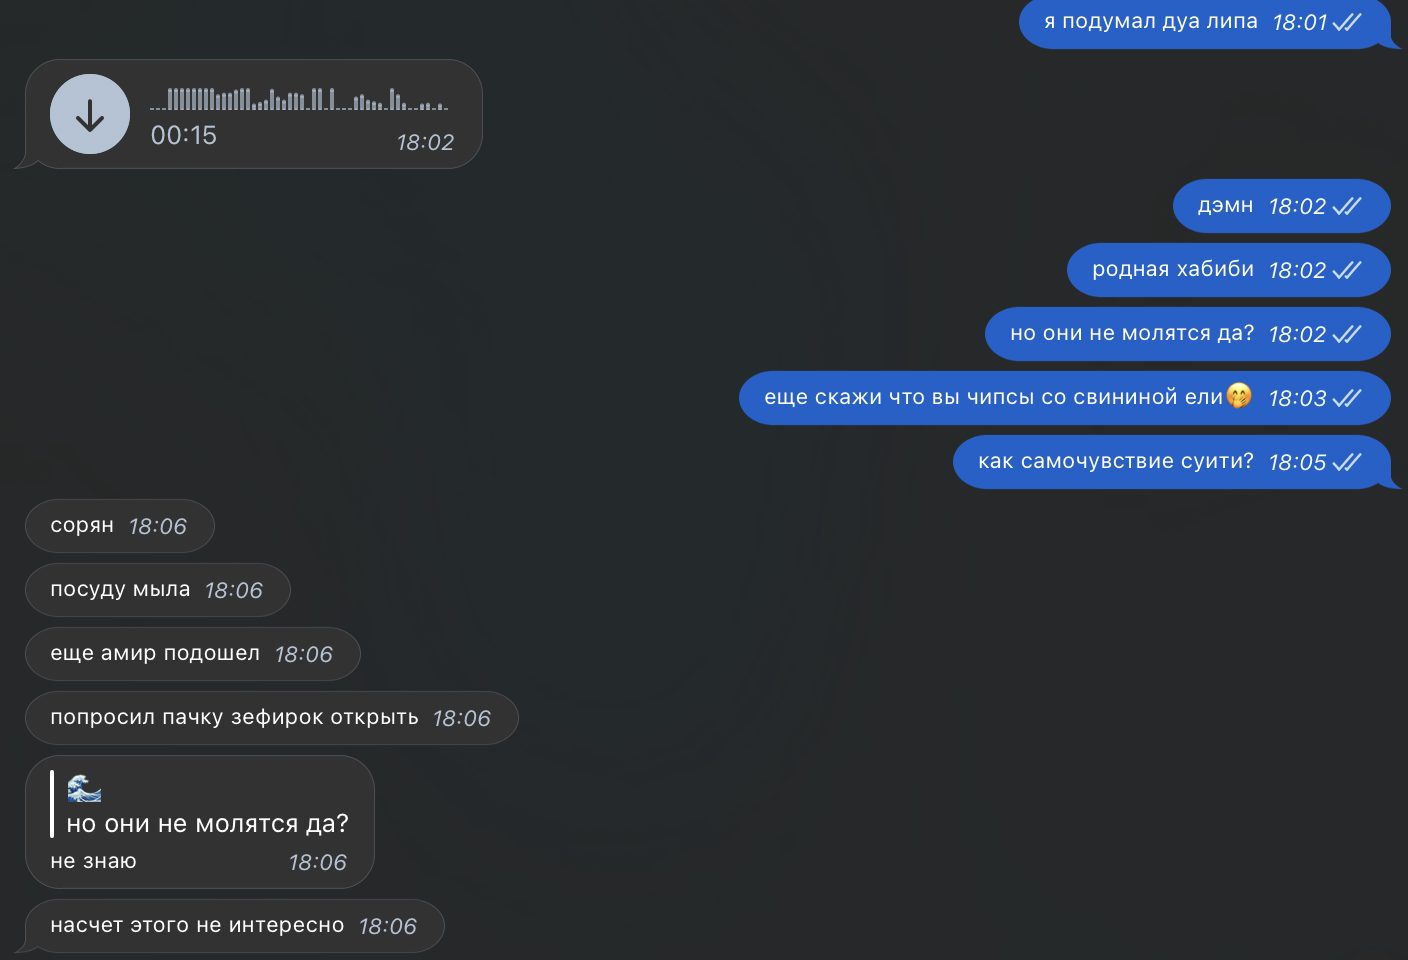 я подумал дуа липа 18:01
00:15 18:02
дэмн 18:02
родная хабиби 18:02
но они не молятся да? 18:02
еще скажи что вы чипсы со свининой ели🤭 18:03
как самочувствие суити? 18:05
сорян 18:06
посуду мыла 18:06
еще амир подошел 18:06
попросил пачку зефирок открыть 18:06
🌊
но они не молятся да?
не знаю 18:06
насчет этого не интересно 18:06